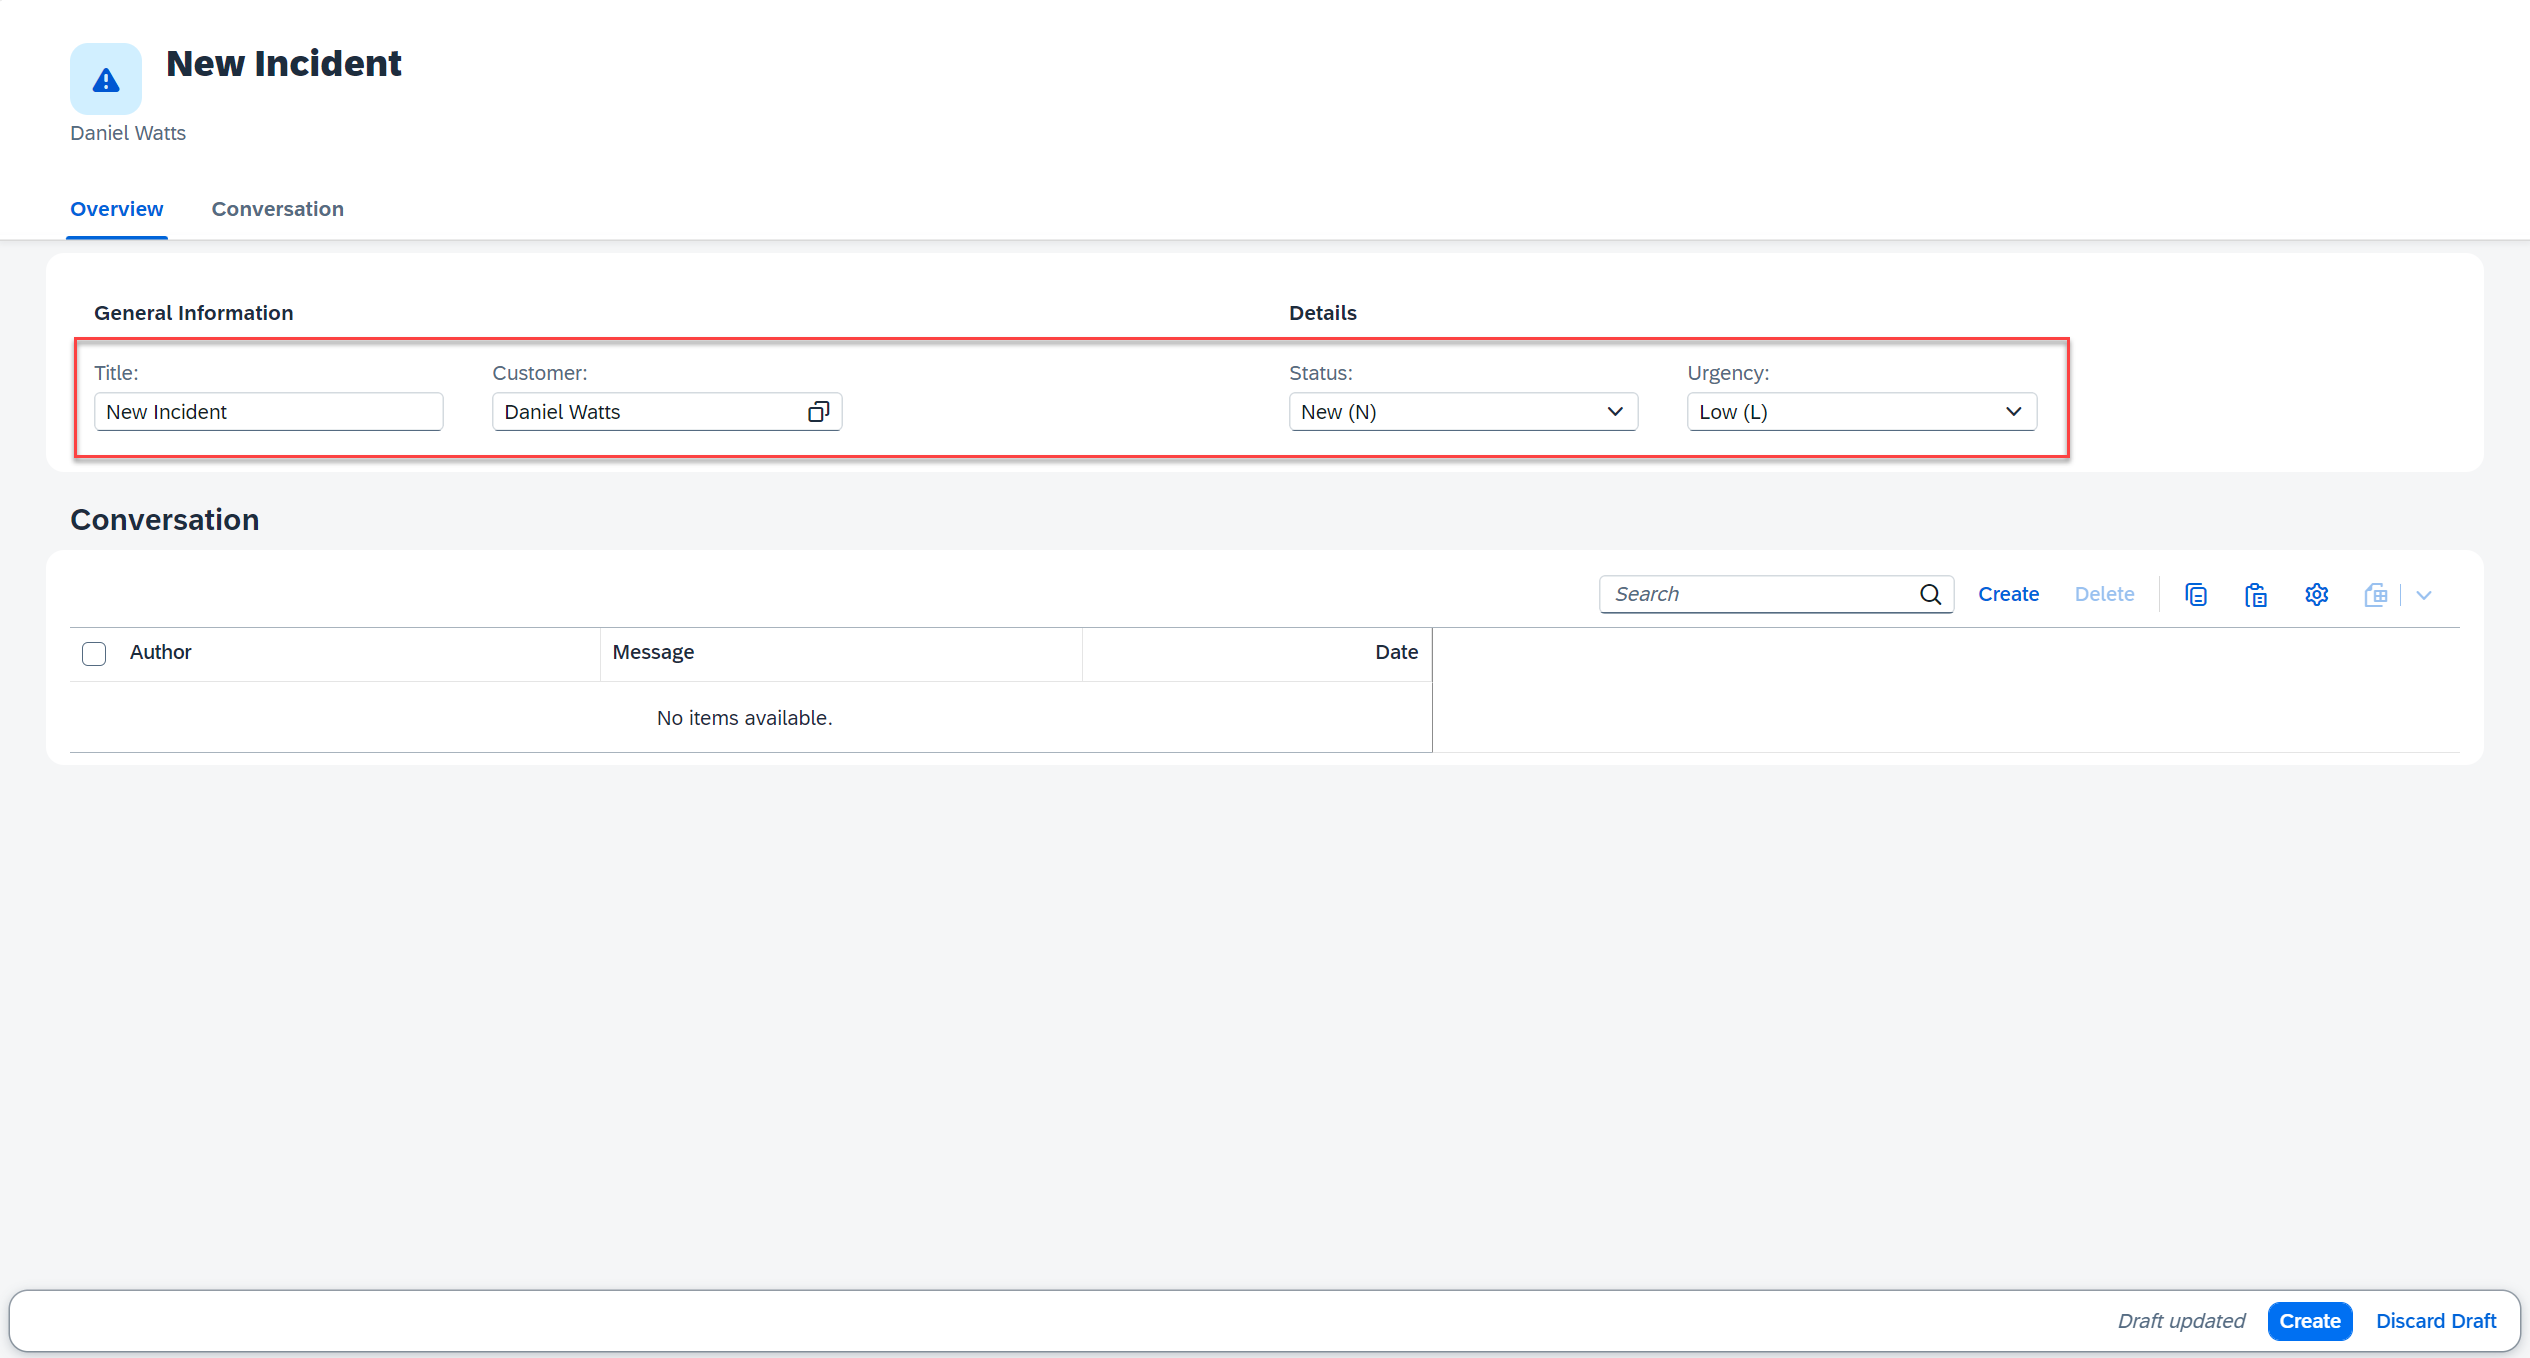 New Incident
Daniel Watts
Overview Conversation
General Information Details
Title: Customer: Status: Urgency:
New Incident Daniel Watts New (N) Low (L)
Conversation
Search Create Delete
Author Message Date
No items available.
Draft updated Create Discard Draft